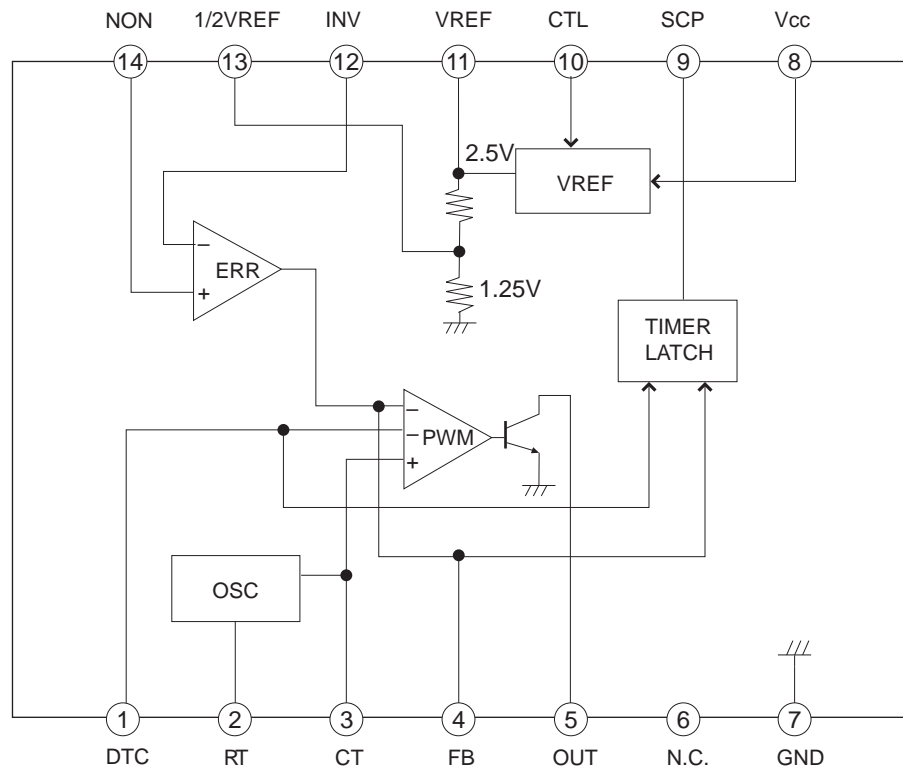 NON 1/2VREF INV VREF CTL SCP Vcc
14 13 12 11 10 9 8
2.5V
VREF
− ERR
+
1.25V
TIMER
LATCH
−
− PWM
+
OSC
1 2 3 4 5 6 7
DTC RT CT FB OUT N.C. GND